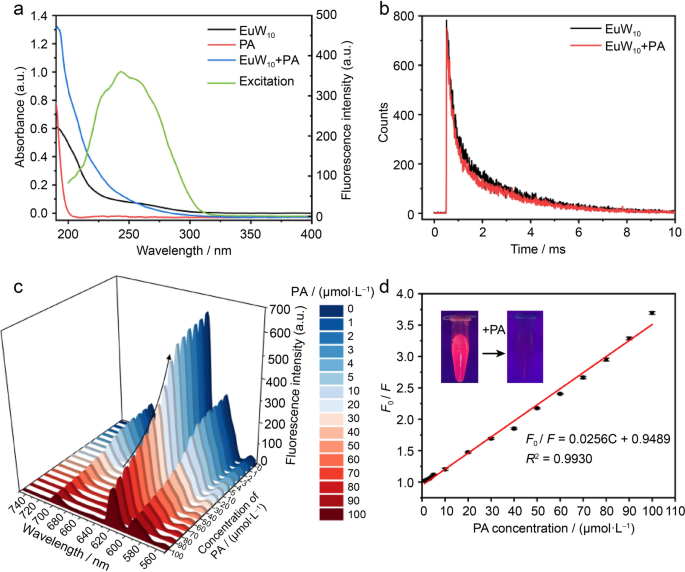 a
EuW10
PA
EuW10+PA
Excitation
Absorbance (a.u.)
1.4
1.2
1.0
0.8
0.6
0.4
0.2
0.0
Fluorescence intensity (a.u.)
500
400
300
200
100
0
200 250 300 350 400
Wavelength / nm
b
EuW10
EuW10+PA
Counts
800
600
400
200
0
0 2 4 6 8 10
Time / ms
c
PA / (μmol·L−1)
0
1
2
3
4
5
10
20
30
40
50
60
70
80
90
100
Fluorescence intensity (a.u.)
700
600
500
400
300
200
100
0
740
720
700
680
660
640
620
600
580
560
Wavelength / nm
Concentration of
PA / (μmol·L−1)
d
F0 / F
4.0
3.5
3.0
2.5
2.0
1.5
1.0
+PA
F0 / F = 0.0256C + 0.9489
R2 = 0.9930
0 10 20 30 40 50 60 70 80 90 100 110
PA concentration / (μmol·L−1)